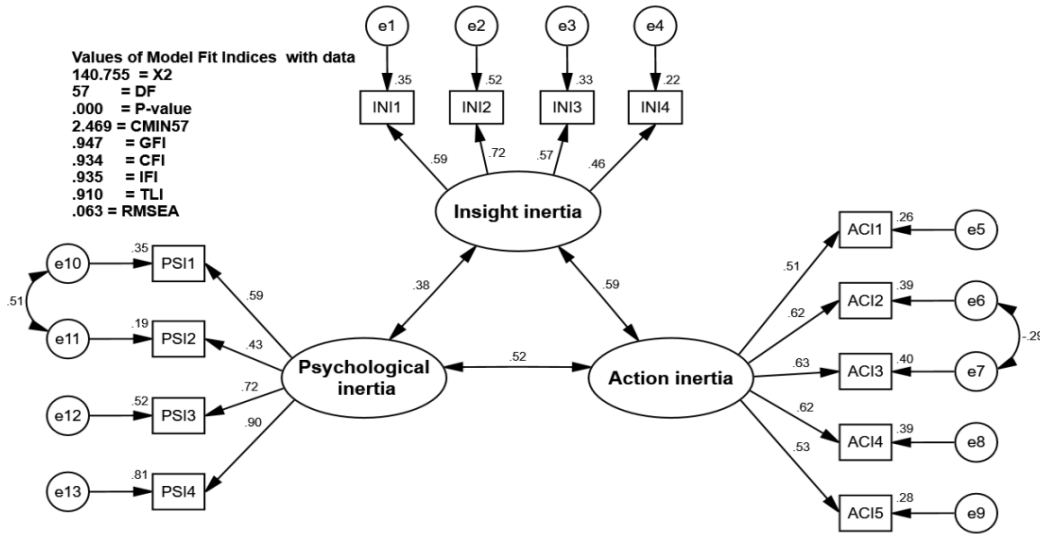 e1 e2 e3 e4
Values of Model Fit Indices with data
140.755 = X2
57 = DF
.000 = P-value
2.469 = CMIN57
.947 = GFI
.934 = CFI
.935 = IFI
.910 = TLI
.063 = RMSEA
.35 .52 .33 .22
INI1 INI2 INI3 INI4
.59 .72 .57 .46
Insight inertia
.38 .59
e10 .35 PSI1 .59
.51
e11 .19 PSI2 .43
e12 .52 PSI3 .72
e13 .81 PSI4 .90
Psychological
inertia
.52
Action inertia
.51 ACI1 .26 e5
.62 ACI2 .39 e6
-.29
.63 ACI3 .40 e7
.62 ACI4 .39 e8
.53 ACI5 .28 e9